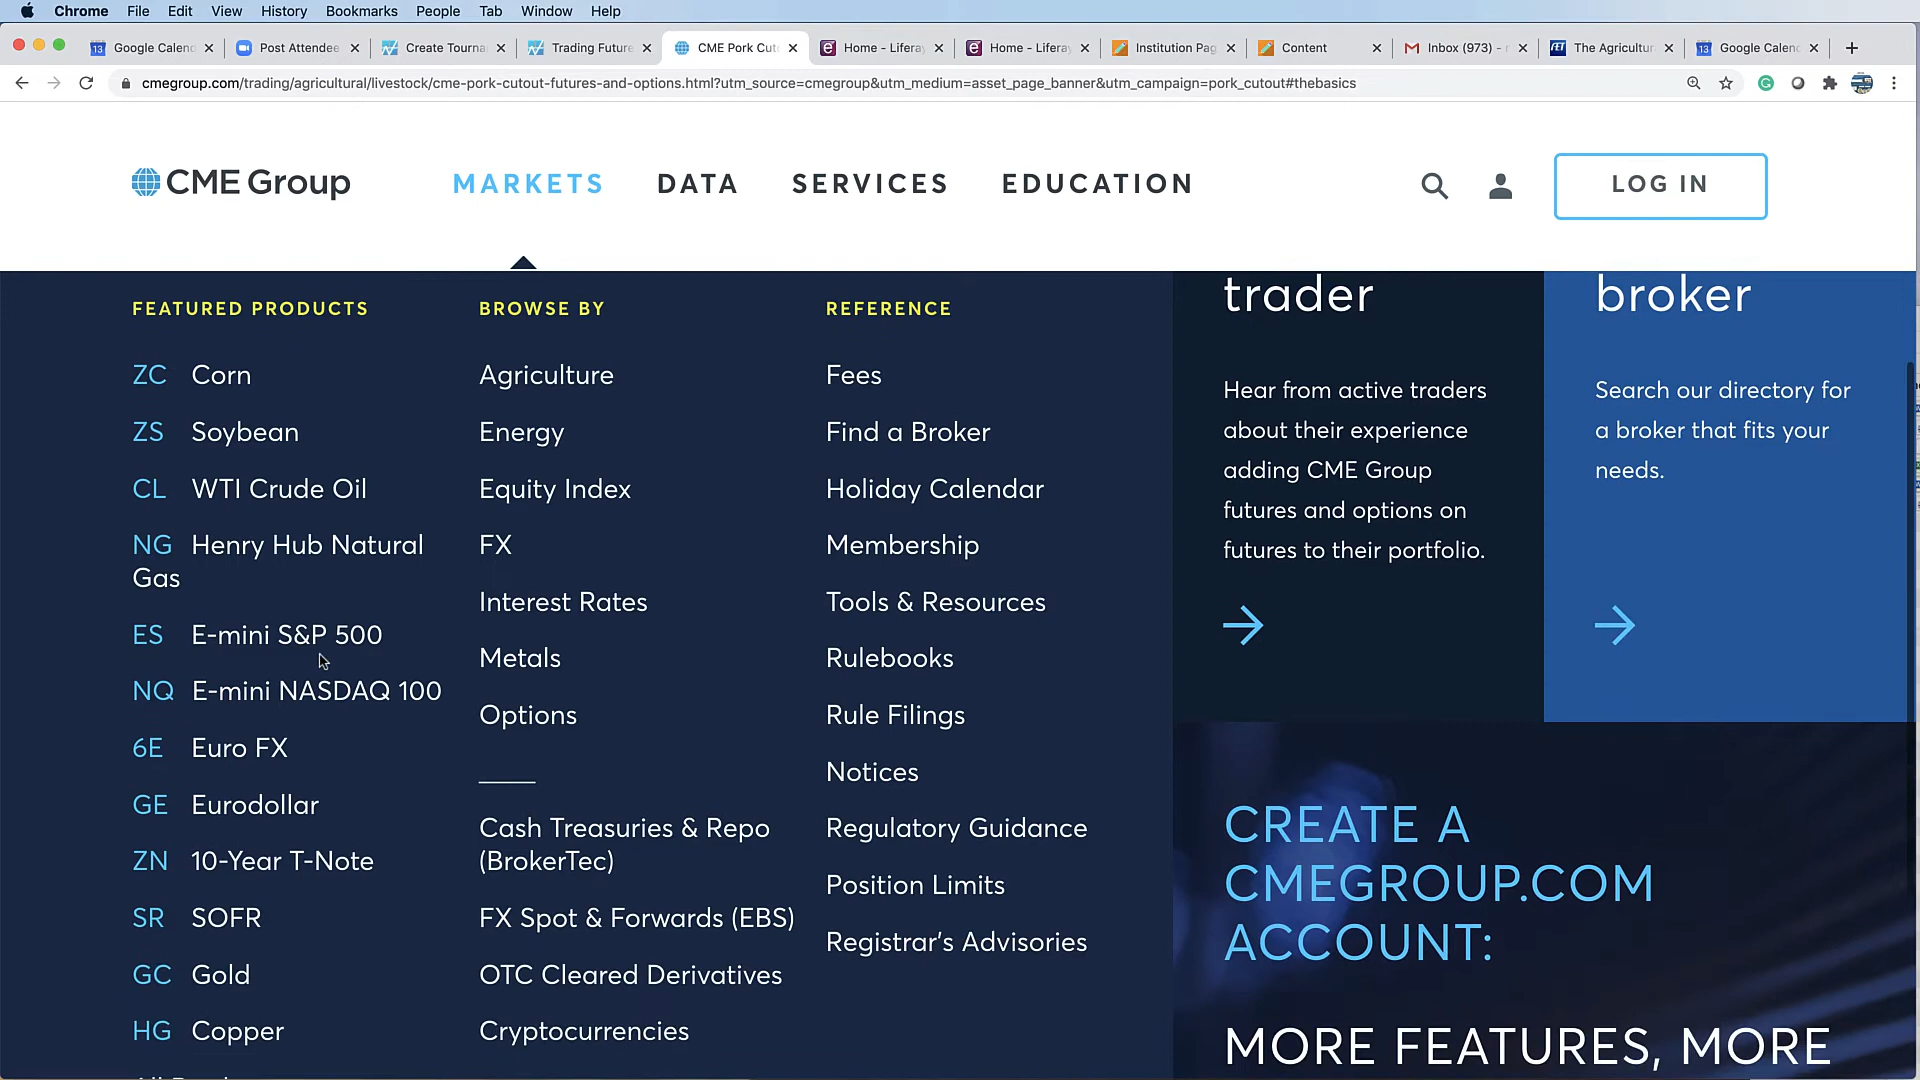 Chrome File Edit View History Bookmarks People Tab Window Help
Google Calen Post Attendee Create Tourna Trading Future CME Pork Cut Home - Liferay Home - Liferay Institution Pag Content Inbox (973) - The Agricultur Google Calen
cmegroup.com/trading/agricultural/livestock/cme-pork-cutout-futures-and-options.html?utm_source=cmegroup&utm_medium=asset_page_banner&utm_campaign=pork_cutout#thebasics
CME Group MARKETS DATA SERVICES EDUCATION LOG IN
FEATURED PRODUCTS
ZC Corn
ZS Soybean
CL WTI Crude Oil
NG Henry Hub Natural
Gas
ES E-mini S&P 500
NQ E-mini NASDAQ 100
6E Euro FX
GE Eurodollar
ZN 10-Year T-Note
SR SOFR
GC Gold
HG Copper
BROWSE BY
Agriculture
Energy
Equity Index
FX
Interest Rates
Metals
Options
Cash Treasuries & Repo
(BrokerTec)
FX Spot & Forwards (EBS)
OTC Cleared Derivatives
Cryptocurrencies
REFERENCE
Fees
Find a Broker
Holiday Calendar
Membership
Tools & Resources
Rulebooks
Rule Filings
Notices
Regulatory Guidance
Position Limits
Registrar's Advisories
trader
Hear from active traders
about their experience
adding CME Group
futures and options on
futures to their portfolio.
broker
Search our directory for
a broker that fits your
needs.
CREATE A
CMEGROUP.COM
ACCOUNT:
MORE FEATURES, MORE